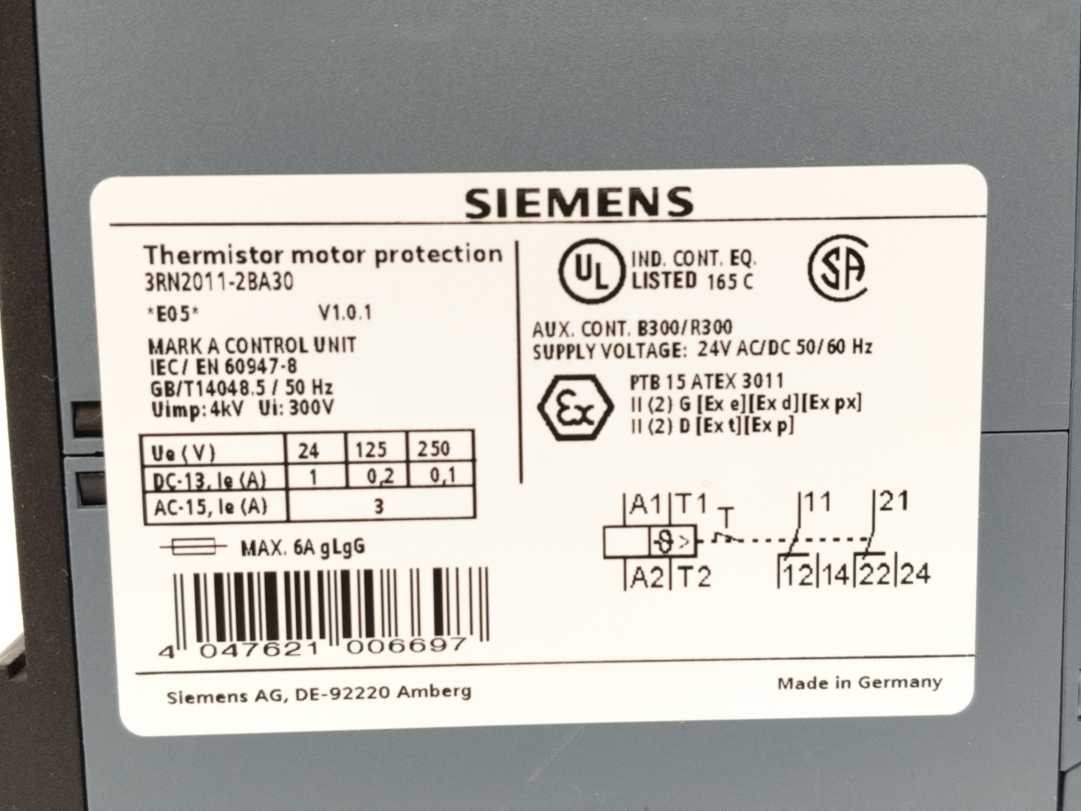 SIEMENS
Thermistor motor protection
3RN2011-2BA30
*E05* V1.0.1
MARK A CONTROL UNIT
IEC/ EN 60947-8
GB/T14048.5 / 50 Hz
Uimp: 4kV Ui: 300V
Ue (V) 24 125 250
DC-13, Ie (A) 1 0,2 0,1
AC-15, Ie (A) 3
MAX. 6A gLgG
4 047621 006697
UL IND. CONT. EQ.
LISTED 165 C
SA
AUX. CONT. B300/R300
SUPPLY VOLTAGE: 24V AC/DC 50/60 Hz
Ex PTB 15 ATEX 3011
II (2) G [Ex e][Ex d][Ex px]
II (2) D [Ex t][Ex p]
A1 T1 T 11 21
ϑ >
A2 T2 12 14 22 24
Siemens AG, DE-92220 Amberg
Made in Germany